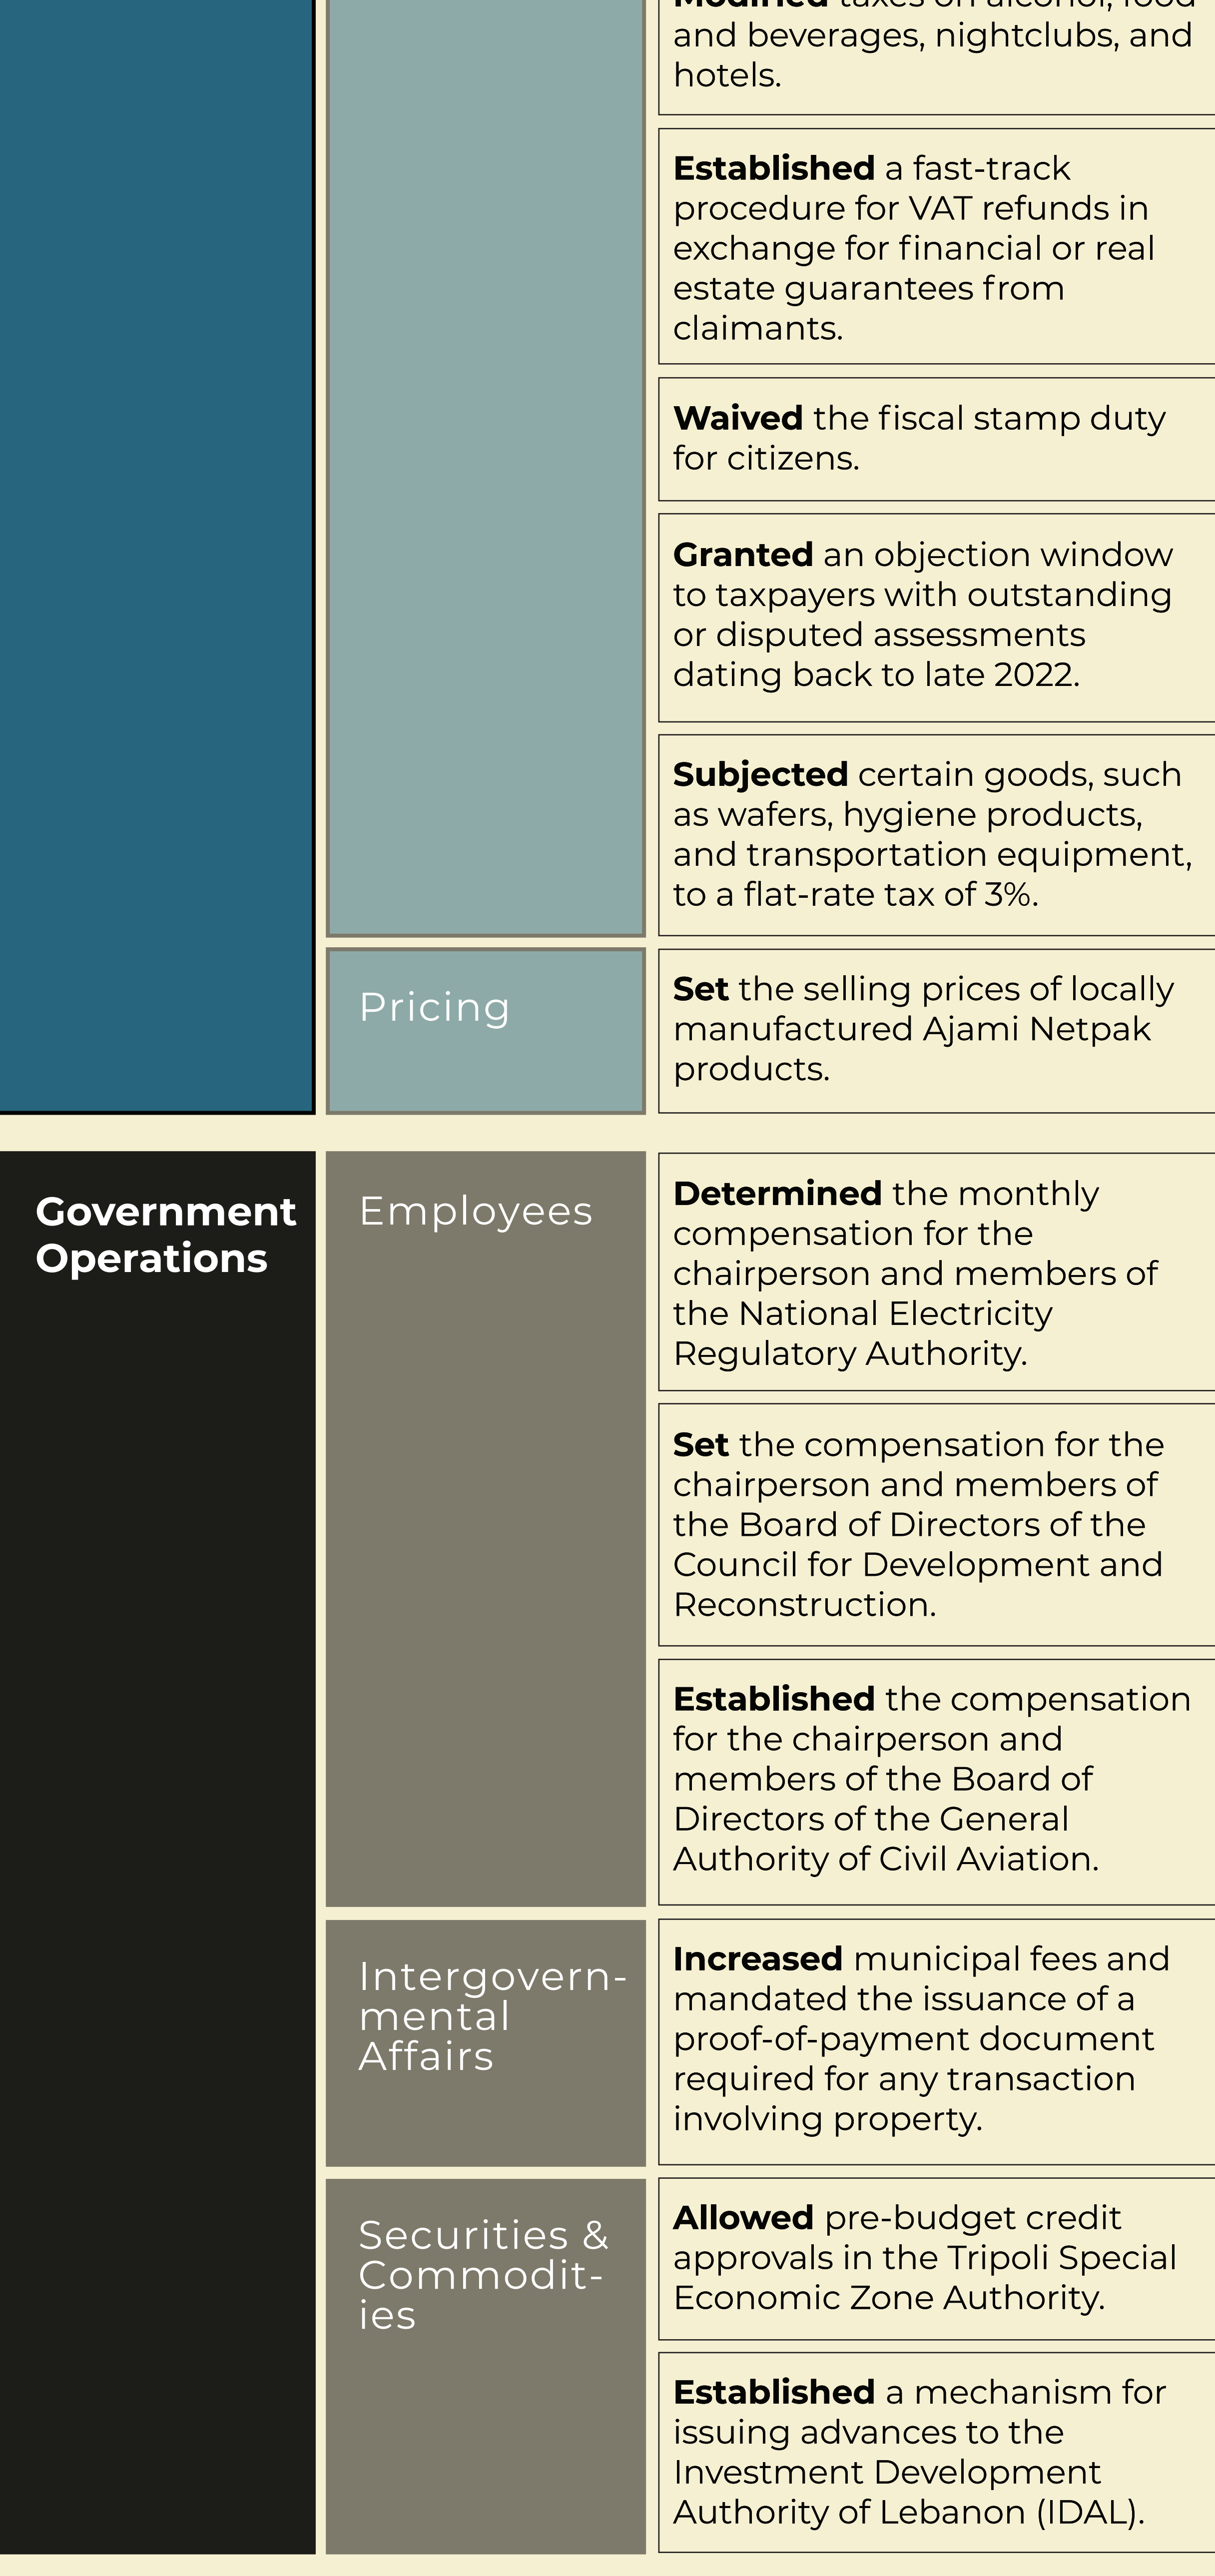 Modified taxes on alcohol, food
and beverages, nightclubs, and
hotels.
Established a fast-track
procedure for VAT refunds in
exchange for financial or real
estate guarantees from
claimants.
Waived the fiscal stamp duty
for citizens.
Granted an objection window
to taxpayers with outstanding
or disputed assessments
dating back to late 2022.
Subjected certain goods, such
as wafers, hygiene products,
and transportation equipment,
to a flat-rate tax of 3%.
Pricing
Set the selling prices of locally
manufactured Ajami Netpak
products.
Government
Operations
Employees
Determined the monthly
compensation for the
chairperson and members of
the National Electricity
Regulatory Authority.
Set the compensation for the
chairperson and members of
the Board of Directors of the
Council for Development and
Reconstruction.
Established the compensation
for the chairperson and
members of the Board of
Directors of the General
Authority of Civil Aviation.
Intergovern-
mental
Affairs
Increased municipal fees and
mandated the issuance of a
proof-of-payment document
required for any transaction
involving property.
Securities &
Commodit-
ies
Allowed pre-budget credit
approvals in the Tripoli Special
Economic Zone Authority.
Established a mechanism for
issuing advances to the
Investment Development
Authority of Lebanon (IDAL).